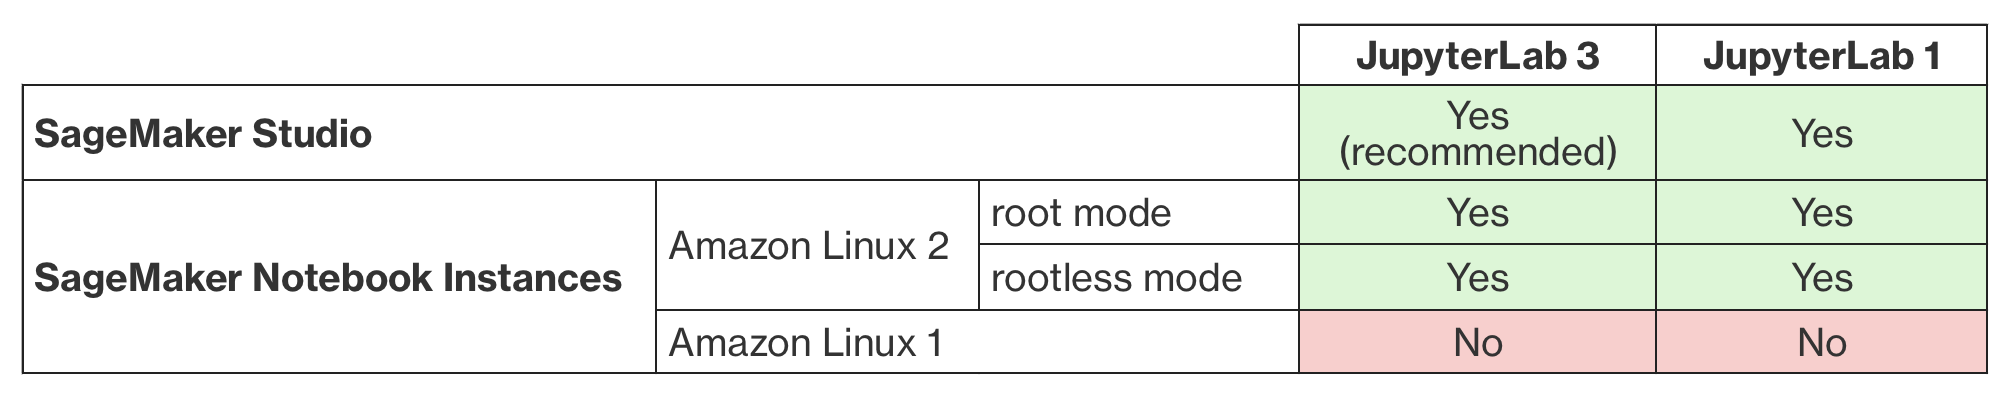 JupyterLab 3 JupyterLab 1
SageMaker Studio
Yes
(recommended)
Yes
SageMaker Notebook Instances
Amazon Linux 2
root mode Yes Yes
rootless mode Yes Yes
Amazon Linux 1 No No